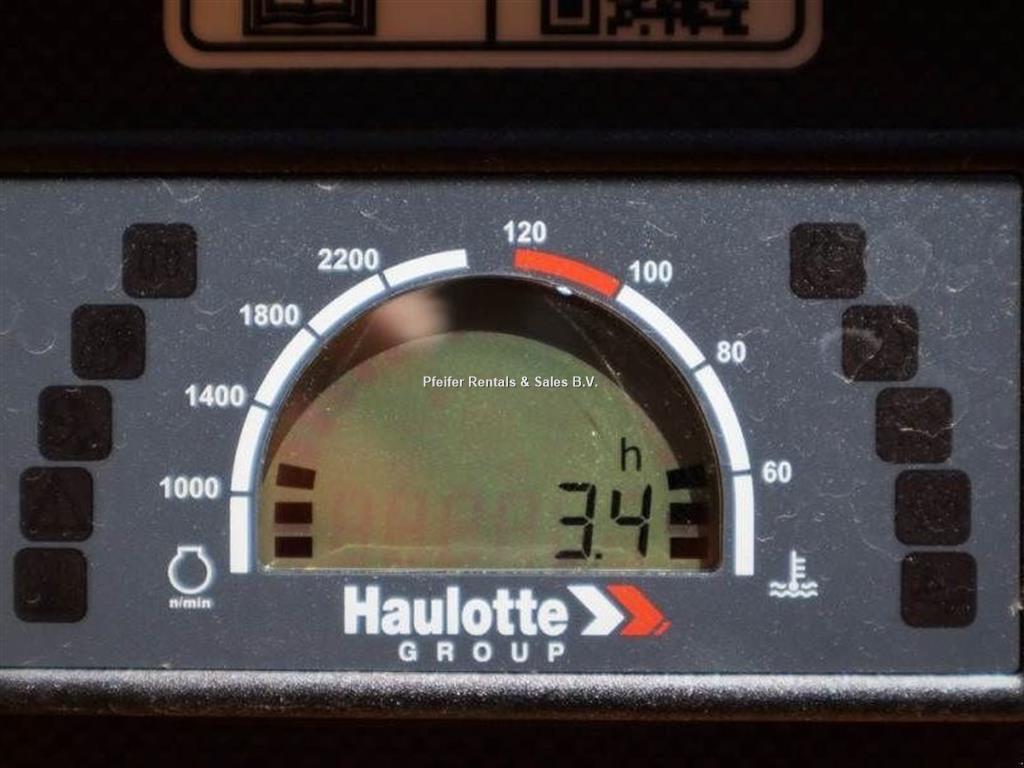 120
2200
100
1800
80
Pfeifer Rentals & Sales B.V.
1400
h
60
1000
3.4
n/min
Haulotte
GROUP